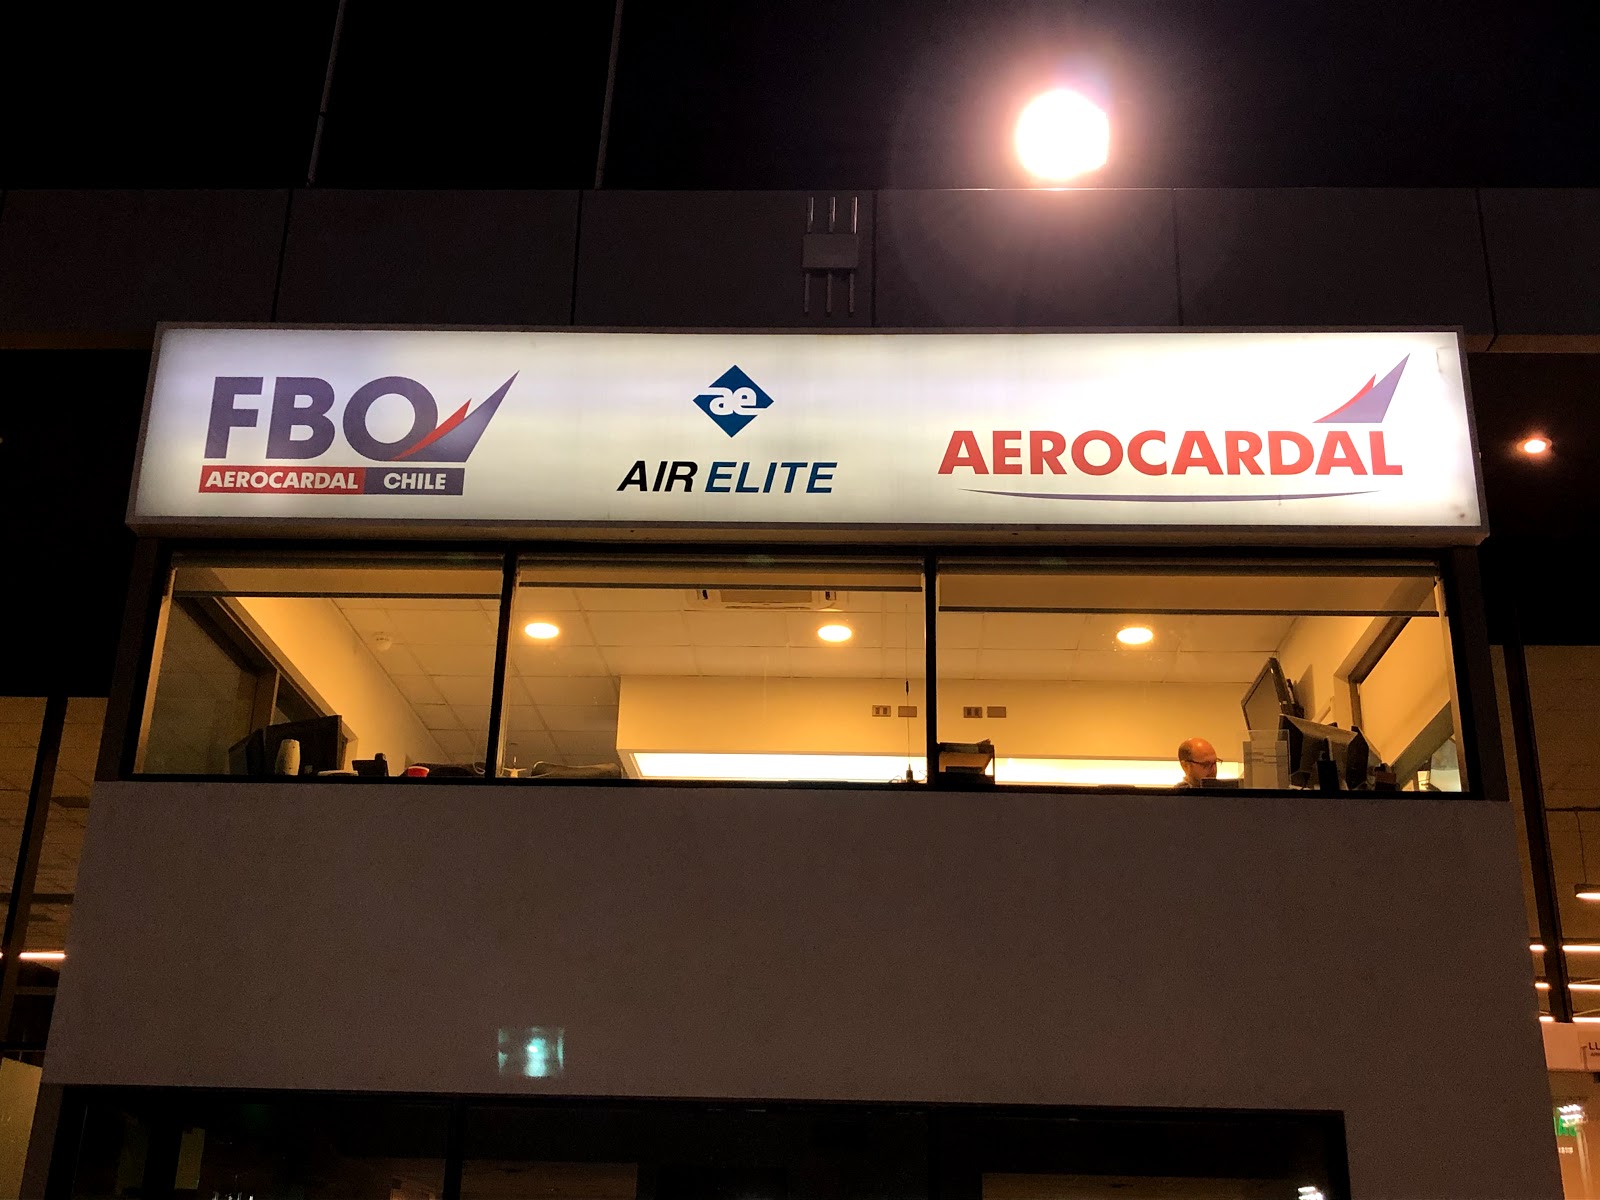 FBO
AEROCARDAL CHILE
ae
AIR ELITE
AEROCARDAL